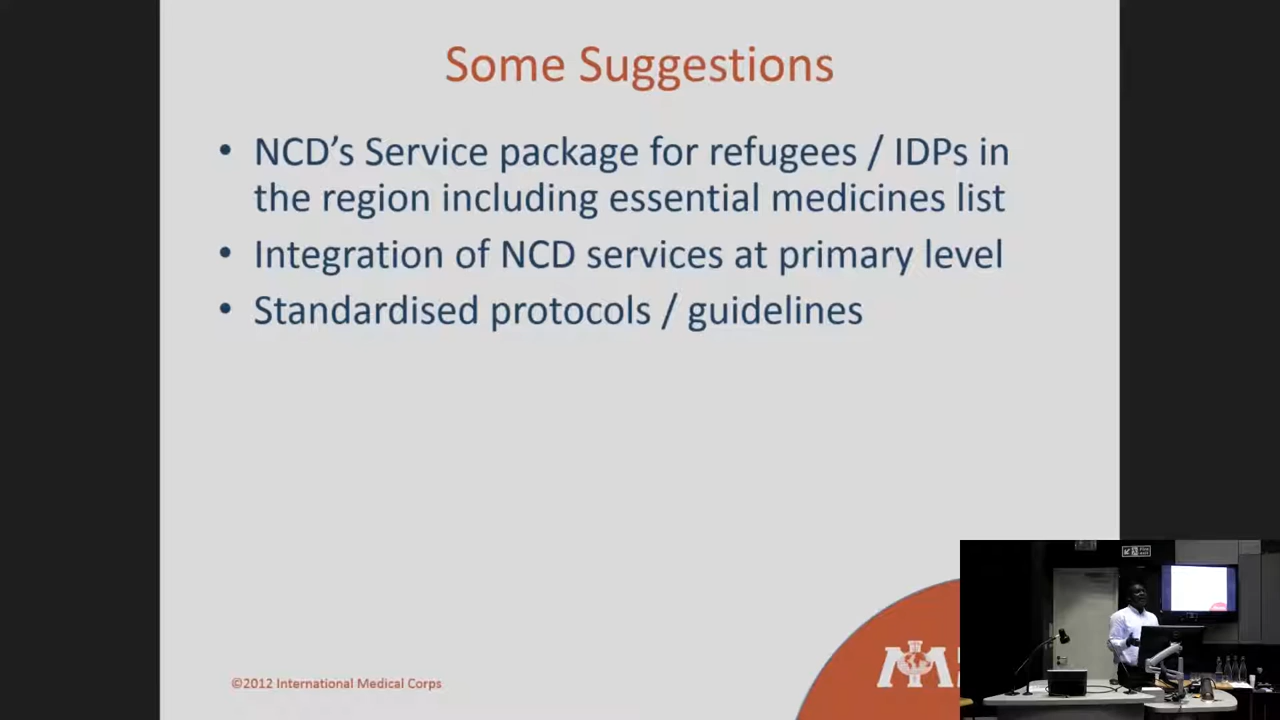 Some Suggestions
• NCD's Service package for refugees / IDPs in
the region including essential medicines list
• Integration of NCD services at primary level
• Standardised protocols / guidelines
©2012 International Medical Corps